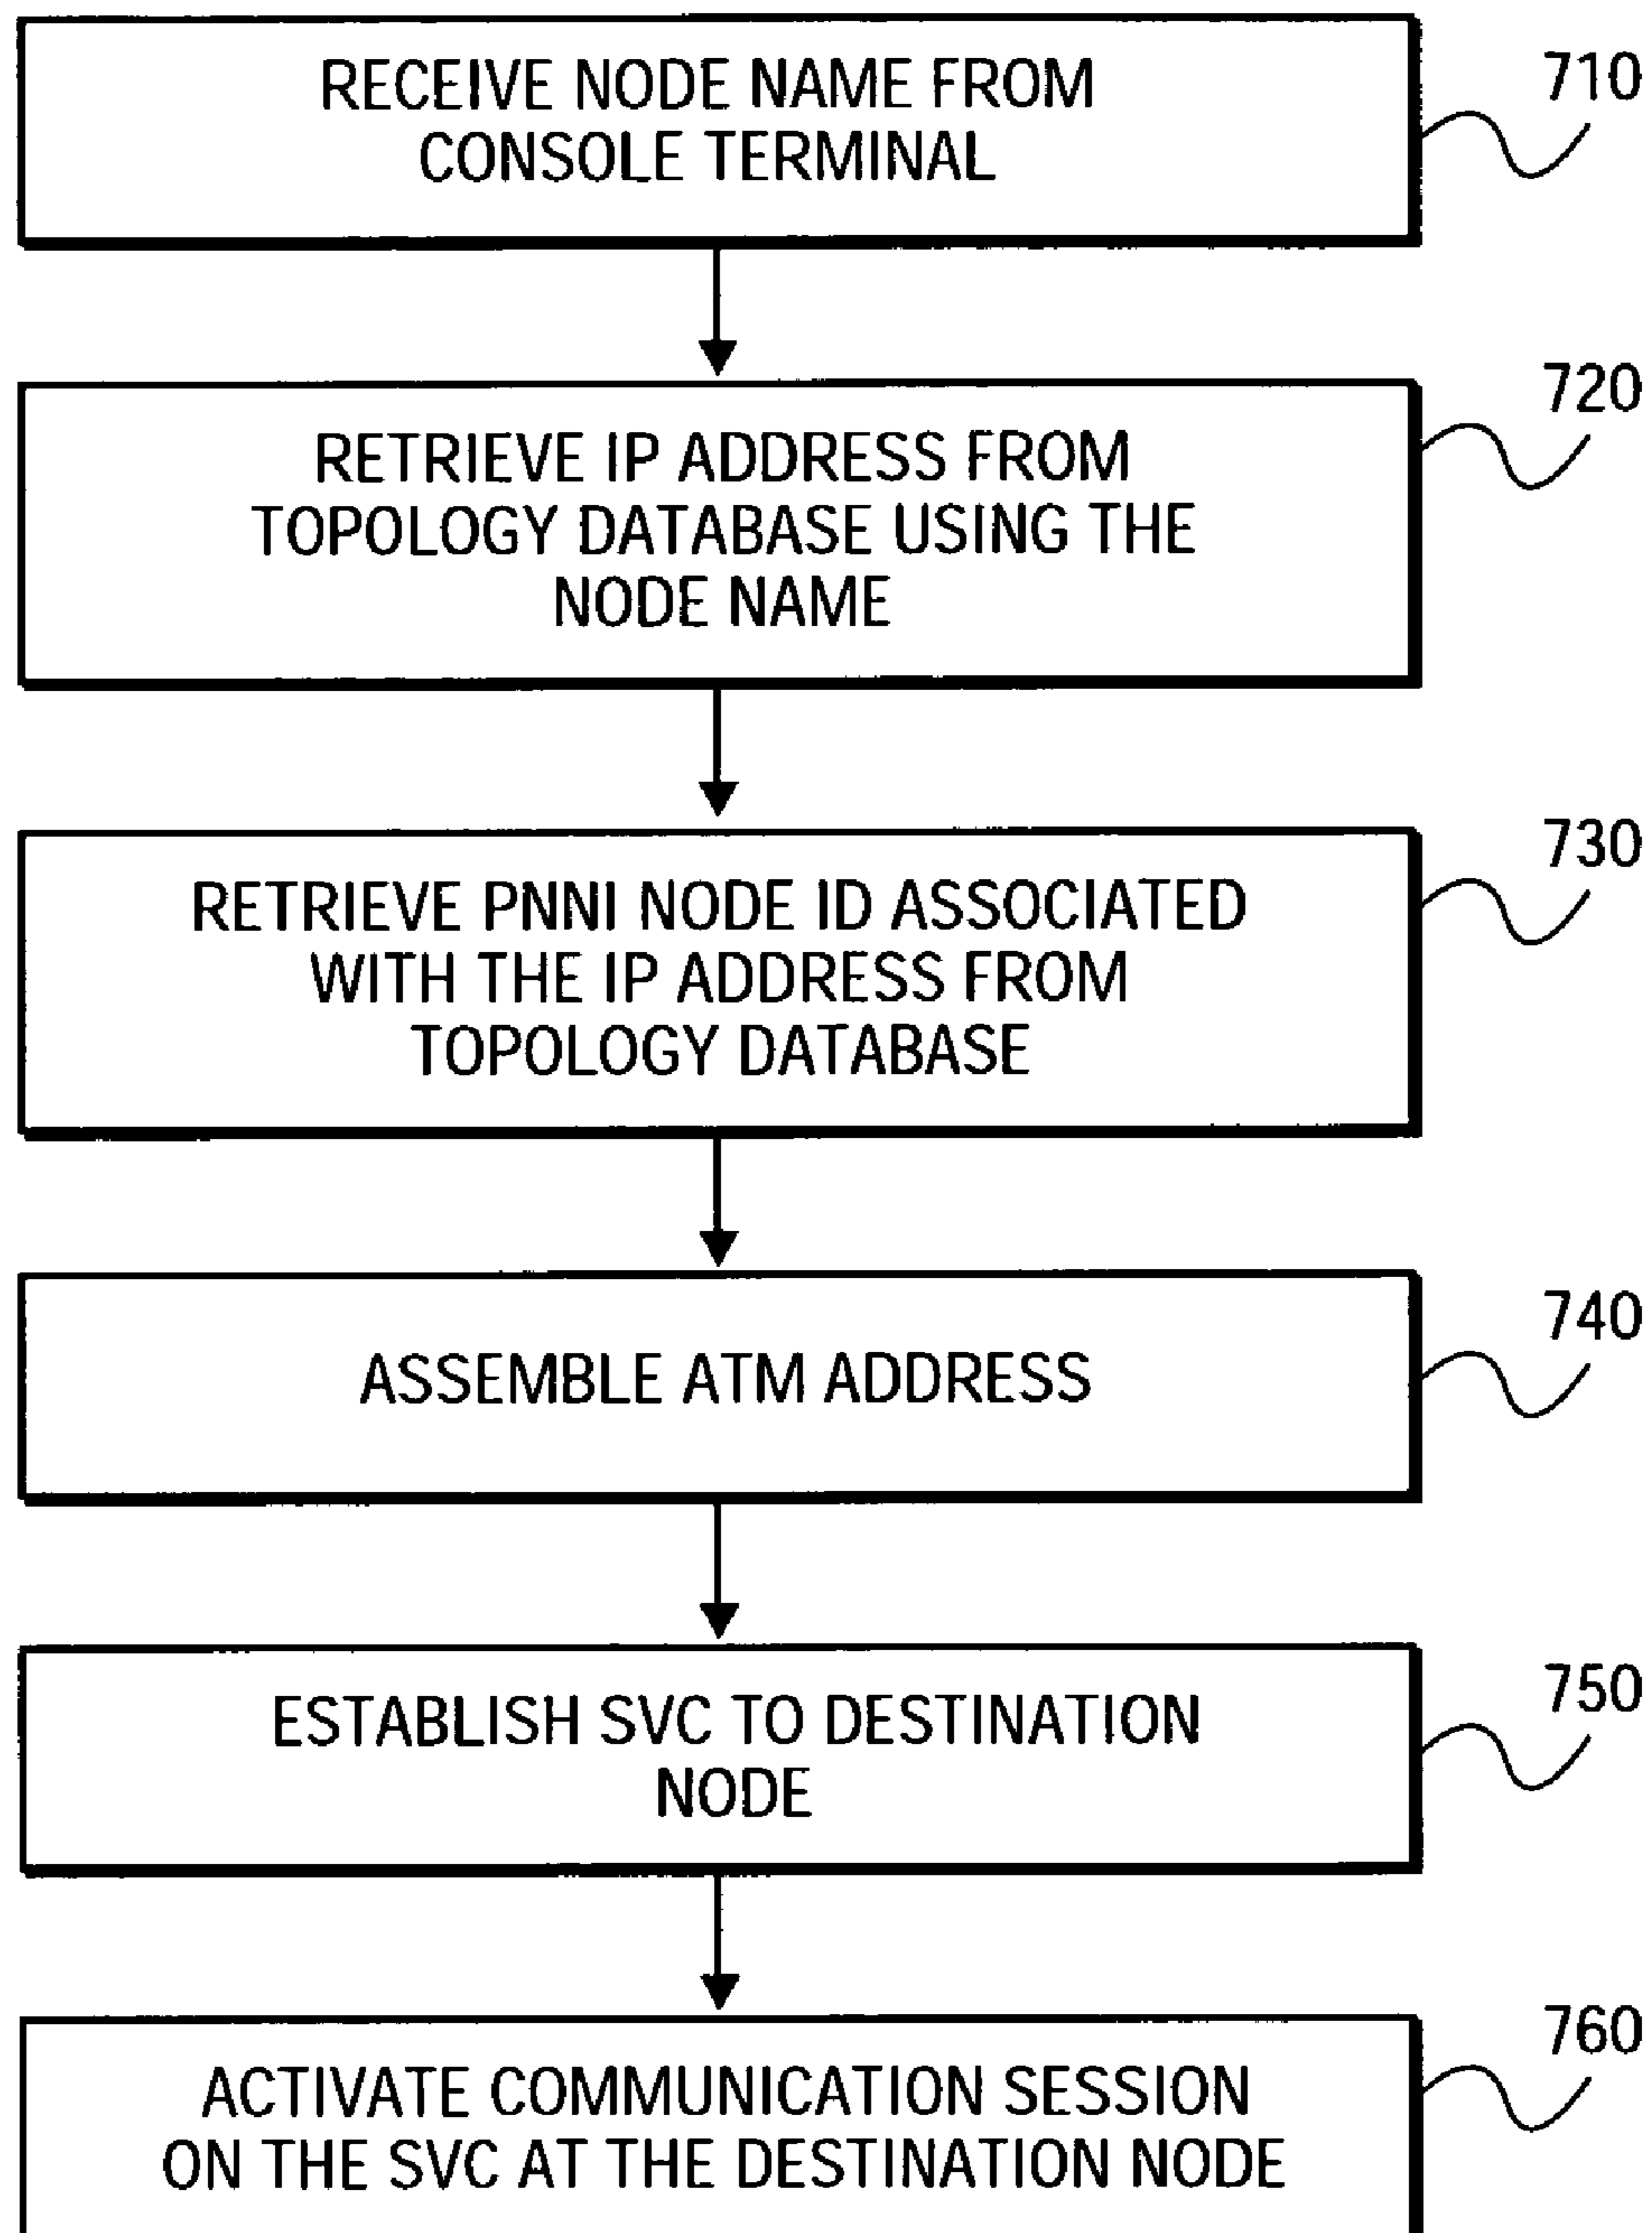 RECEIVE NODE NAME FROM
CONSOLE TERMINAL
710
RETRIEVE IP ADDRESS FROM
TOPOLOGY DATABASE USING THE
NODE NAME
720
RETRIEVE PNNI NODE ID ASSOCIATED
WITH THE IP ADDRESS FROM
TOPOLOGY DATABASE
730
ASSEMBLE ATM ADDRESS
740
ESTABLISH SVC TO DESTINATION
NODE
750
ACTIVATE COMMUNICATION SESSION
ON THE SVC AT THE DESTINATION NODE
760